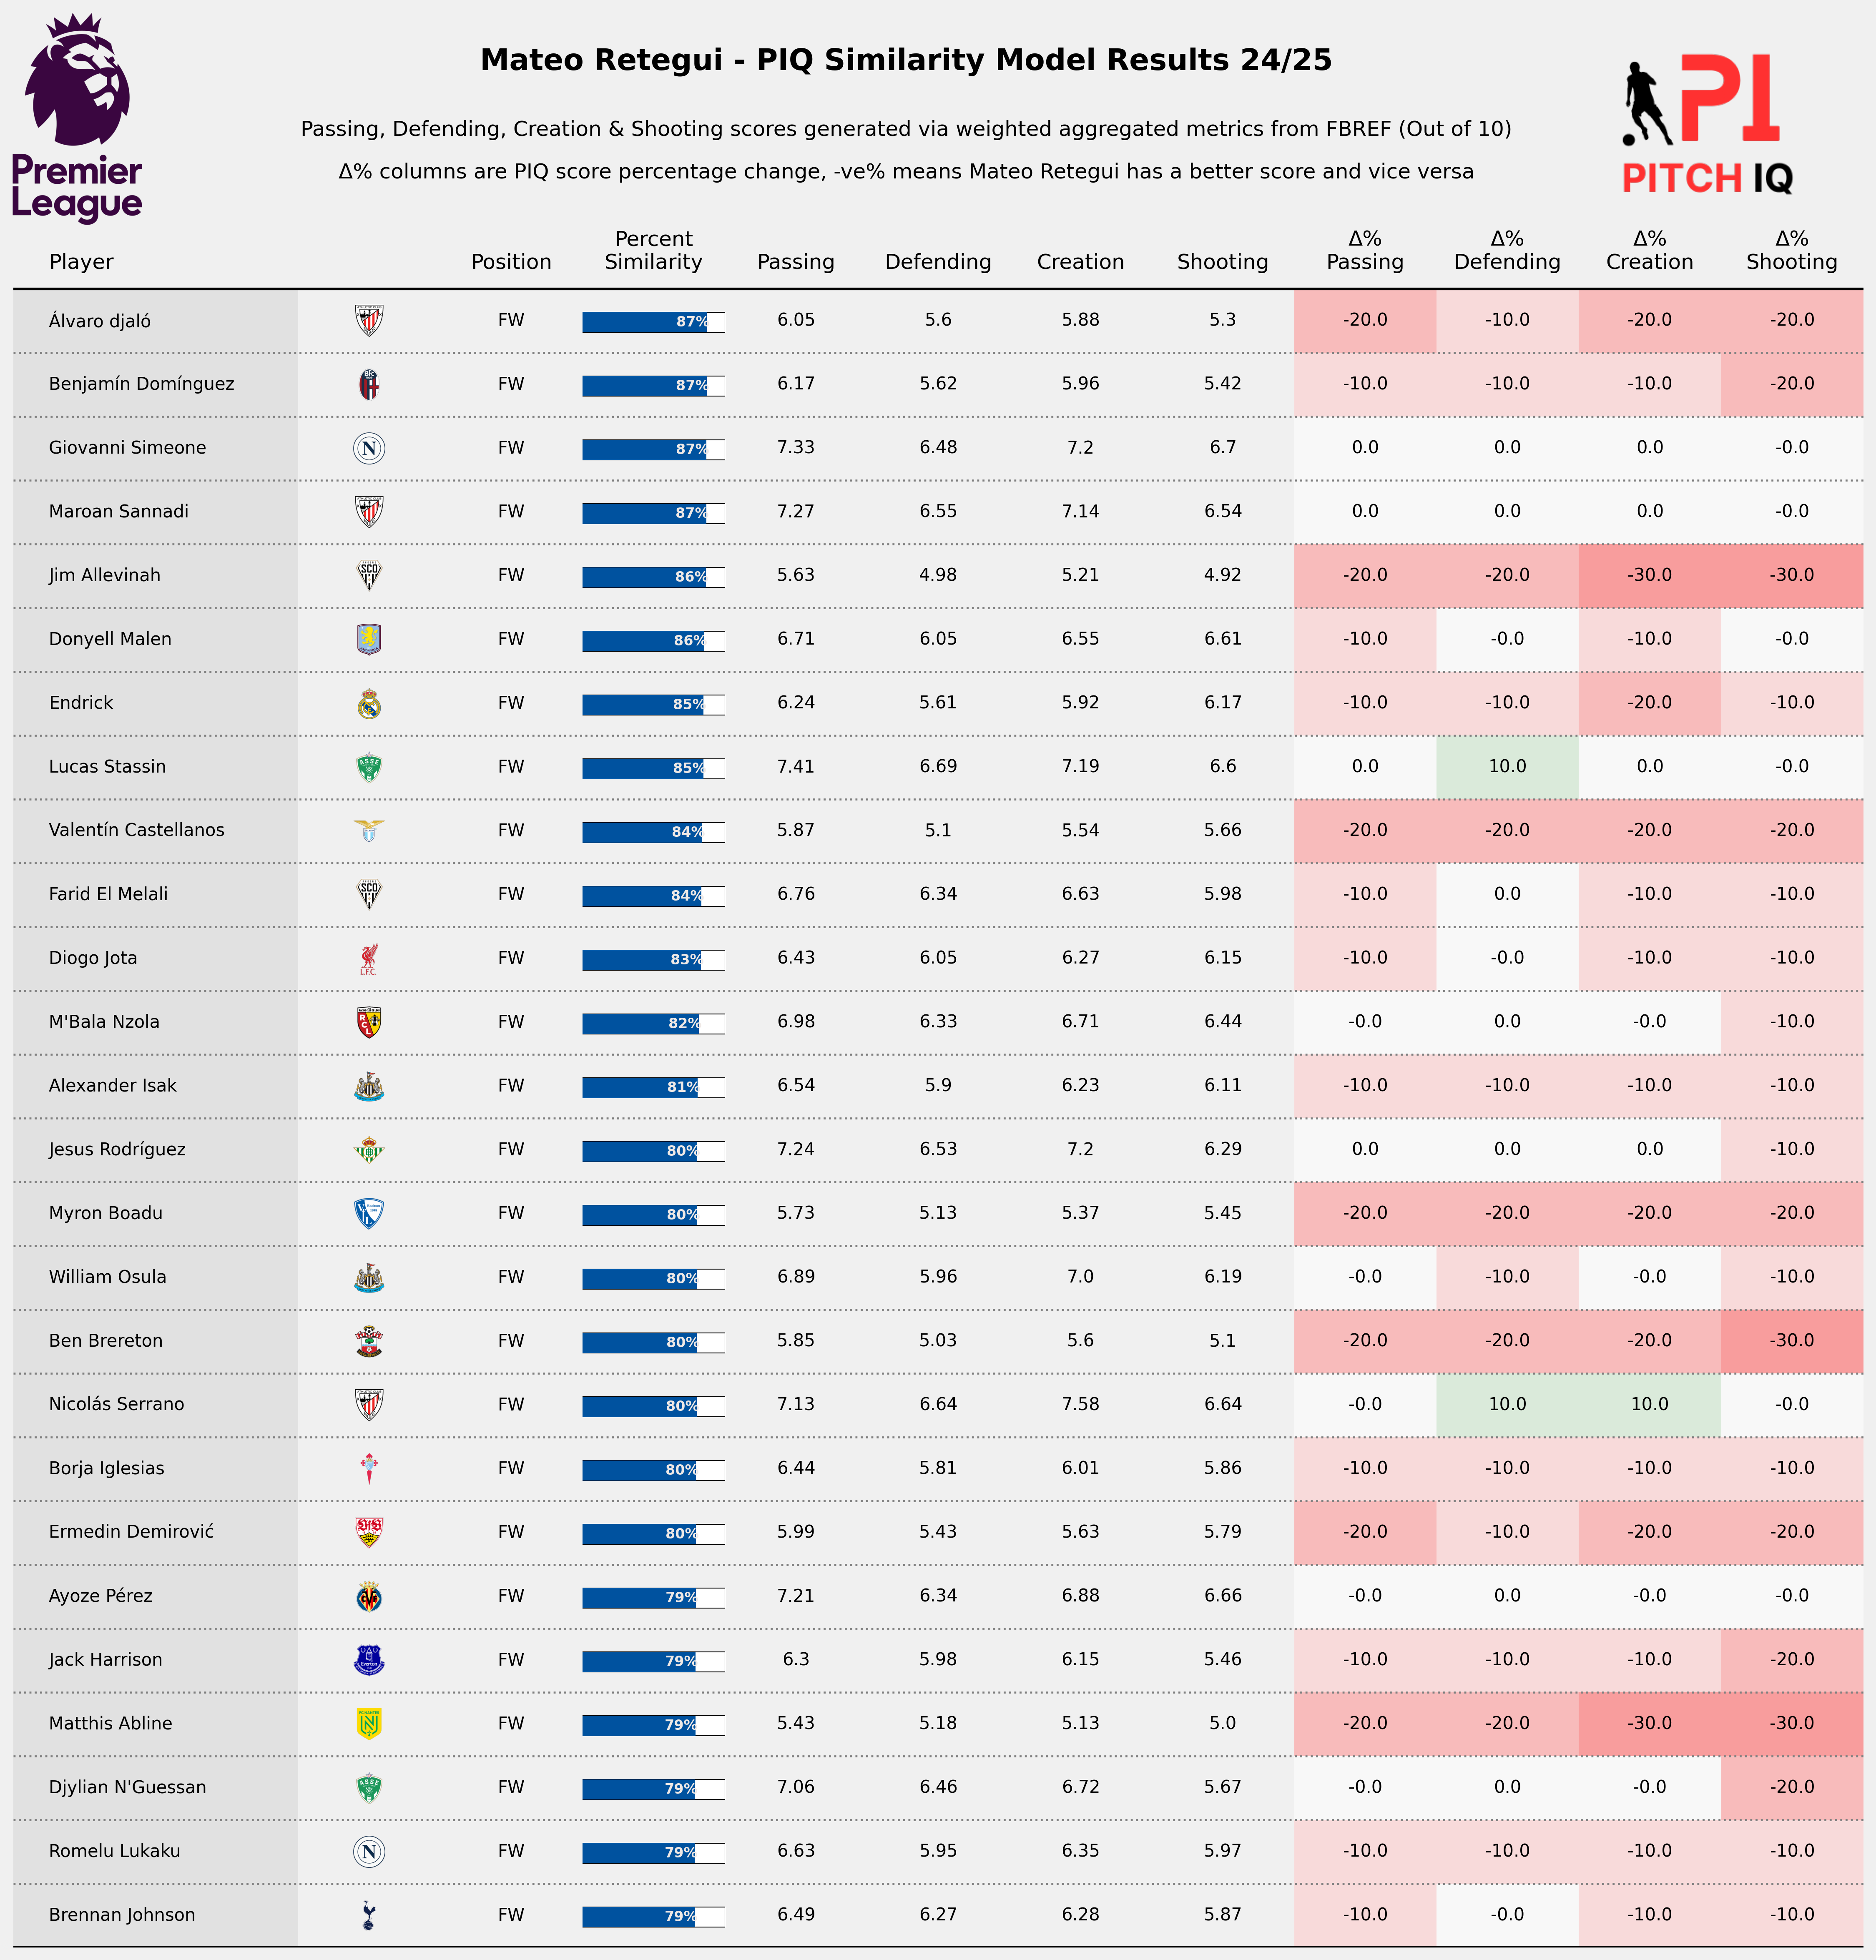 Mateo Retegui - PIQ Similarity Model Results 24/25
Passing, Defending, Creation & Shooting scores generated via weighted aggregated metrics from FBREF (Out of 10)
Δ% columns are PIQ score percentage change, -ve% means Mateo Retegui has a better score and vice versa
Premier
League
PI
PITCH IQ
Player Position Percent Similarity Passing Defending Creation Shooting Δ% Passing Δ% Defending Δ% Creation Δ% Shooting
Álvaro djaló FW 87% 6.05 5.6 5.88 5.3 -20.0 -10.0 -20.0 -20.0
Benjamín Domínguez FW 87% 6.17 5.62 5.96 5.42 -10.0 -10.0 -10.0 -20.0
Giovanni Simeone FW 87% 7.33 6.48 7.2 6.7 0.0 0.0 0.0 -0.0
Maroan Sannadi FW 87% 7.27 6.55 7.14 6.54 0.0 0.0 0.0 -0.0
Jim Allevinah FW 86% 5.63 4.98 5.21 4.92 -20.0 -20.0 -30.0 -30.0
Donyell Malen FW 86% 6.71 6.05 6.55 6.61 -10.0 -0.0 -10.0 -0.0
Endrick FW 85% 6.24 5.61 5.92 6.17 -10.0 -10.0 -20.0 -10.0
Lucas Stassin FW 85% 7.41 6.69 7.19 6.6 0.0 10.0 0.0 -0.0
Valentín Castellanos FW 84% 5.87 5.1 5.54 5.66 -20.0 -20.0 -20.0 -20.0
Farid El Melali FW 84% 6.76 6.34 6.63 5.98 -10.0 0.0 -10.0 -10.0
Diogo Jota FW 83% 6.43 6.05 6.27 6.15 -10.0 -0.0 -10.0 -10.0
M'Bala Nzola FW 82% 6.98 6.33 6.71 6.44 -0.0 0.0 -0.0 -10.0
Alexander Isak FW 81% 6.54 5.9 6.23 6.11 -10.0 -10.0 -10.0 -10.0
Jesus Rodríguez FW 80% 7.24 6.53 7.2 6.29 0.0 0.0 0.0 -10.0
Myron Boadu FW 80% 5.73 5.13 5.37 5.45 -20.0 -20.0 -20.0 -20.0
William Osula FW 80% 6.89 5.96 7.0 6.19 -0.0 -10.0 -0.0 -10.0
Ben Brereton FW 80% 5.85 5.03 5.6 5.1 -20.0 -20.0 -20.0 -30.0
Nicolás Serrano FW 80% 7.13 6.64 7.58 6.64 -0.0 10.0 10.0 -0.0
Borja Iglesias FW 80% 6.44 5.81 6.01 5.86 -10.0 -10.0 -10.0 -10.0
Ermedin Demirović FW 80% 5.99 5.43 5.63 5.79 -20.0 -10.0 -20.0 -20.0
Ayoze Pérez FW 79% 7.21 6.34 6.88 6.66 -0.0 0.0 -0.0 -0.0
Jack Harrison FW 79% 6.3 5.98 6.15 5.46 -10.0 -10.0 -10.0 -20.0
Matthis Abline FW 79% 5.43 5.18 5.13 5.0 -20.0 -20.0 -30.0 -30.0
Djylian N'Guessan FW 79% 7.06 6.46 6.72 5.67 -0.0 0.0 -0.0 -20.0
Romelu Lukaku FW 79% 6.63 5.95 6.35 5.97 -10.0 -10.0 -10.0 -10.0
Brennan Johnson FW 79% 6.49 6.27 6.28 5.87 -10.0 -0.0 -10.0 -10.0